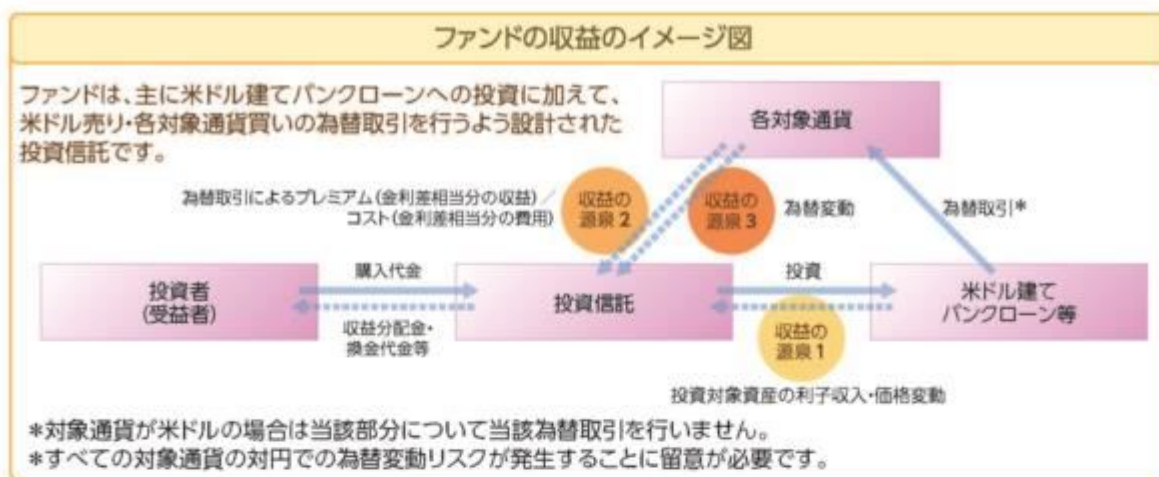 ファンドの収益のイメージ図
ファンドは、主に米ドル建てバンクローンへの投資に加えて、
米ドル売り・各対象通貨買いの為替取引を行うよう設計された
投資信託です。
各対象通貨
為替取引によるプレミアム(金利差相当分の収益)/
コスト(金利差相当分の費用)
収益の
源泉2
収益の
源泉3
為替変動
為替取引*
投資者
(受益者)
購入代金
収益分配金・
換金代金等
投資信託
投資
収益の
源泉1
米ドル建て
バンクローン等
投資対象資産の利子収入・価格変動
*対象通貨が米ドルの場合は当該部分について当該為替取引を行いません。
*すべての対象通貨の対円での為替変動リスクが発生することに留意が必要です。